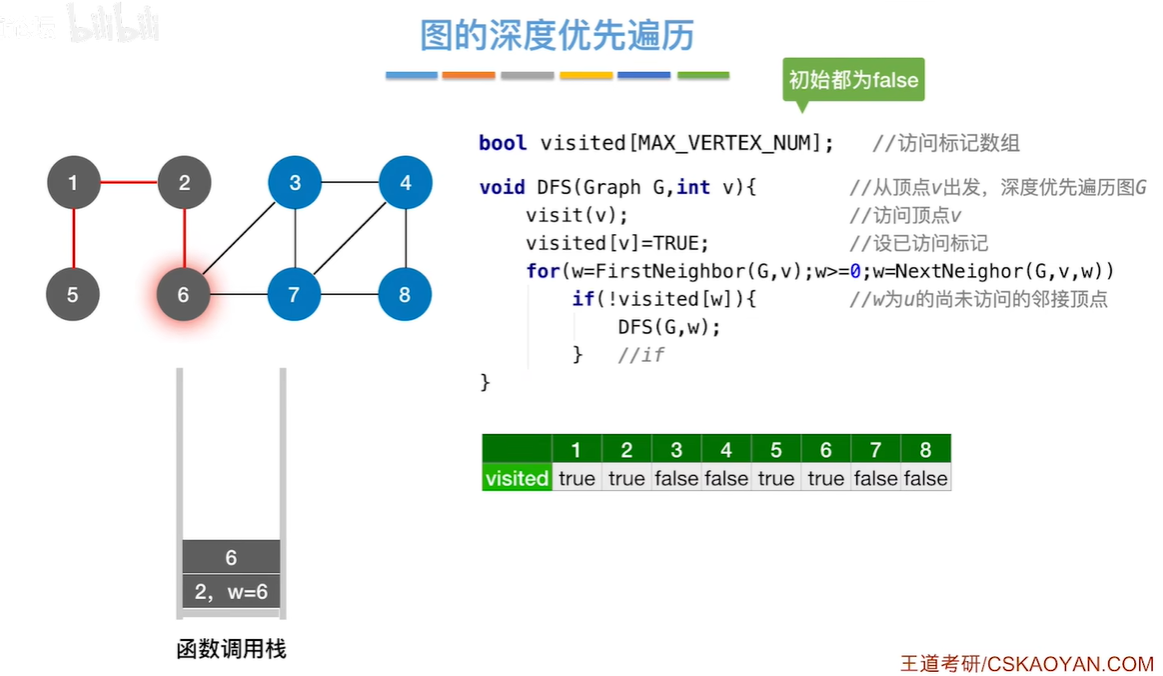 bilibili
图的深度优先遍历
初始都为false
bool visited[MAX_VERTEX_NUM]; //访问标记数组
void DFS(Graph G,int v){ //从顶点v出发，深度优先遍历图G
visit(v); //访问顶点v
visited[v]=TRUE; //设已访问标记
for(w=FirstNeighbor(G,v);w>=0;w=NextNeighor(G,v,w))
if(!visited[w]){ //w为u的尚未访问的邻接顶点
DFS(G,w);
} //if
}
1 2 3 4
5 6 7 8
1 2 3 4 5 6 7 8
visited true true false false true true false false
6
2，w=6
函数调用栈
王道考研/CSKAOYAN.COM